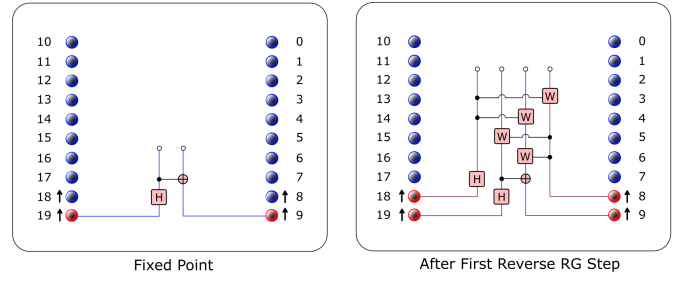 10 0 10 0
11 1 11 1
12 2 12 2
13 3 13 W 3
14 4 14 W 4
15 5 15 W 5
16 6 16 W 6
17 7 17 H 7
18 H 8 18 H 8
19 9 19 9
Fixed Point After First Reverse RG Step